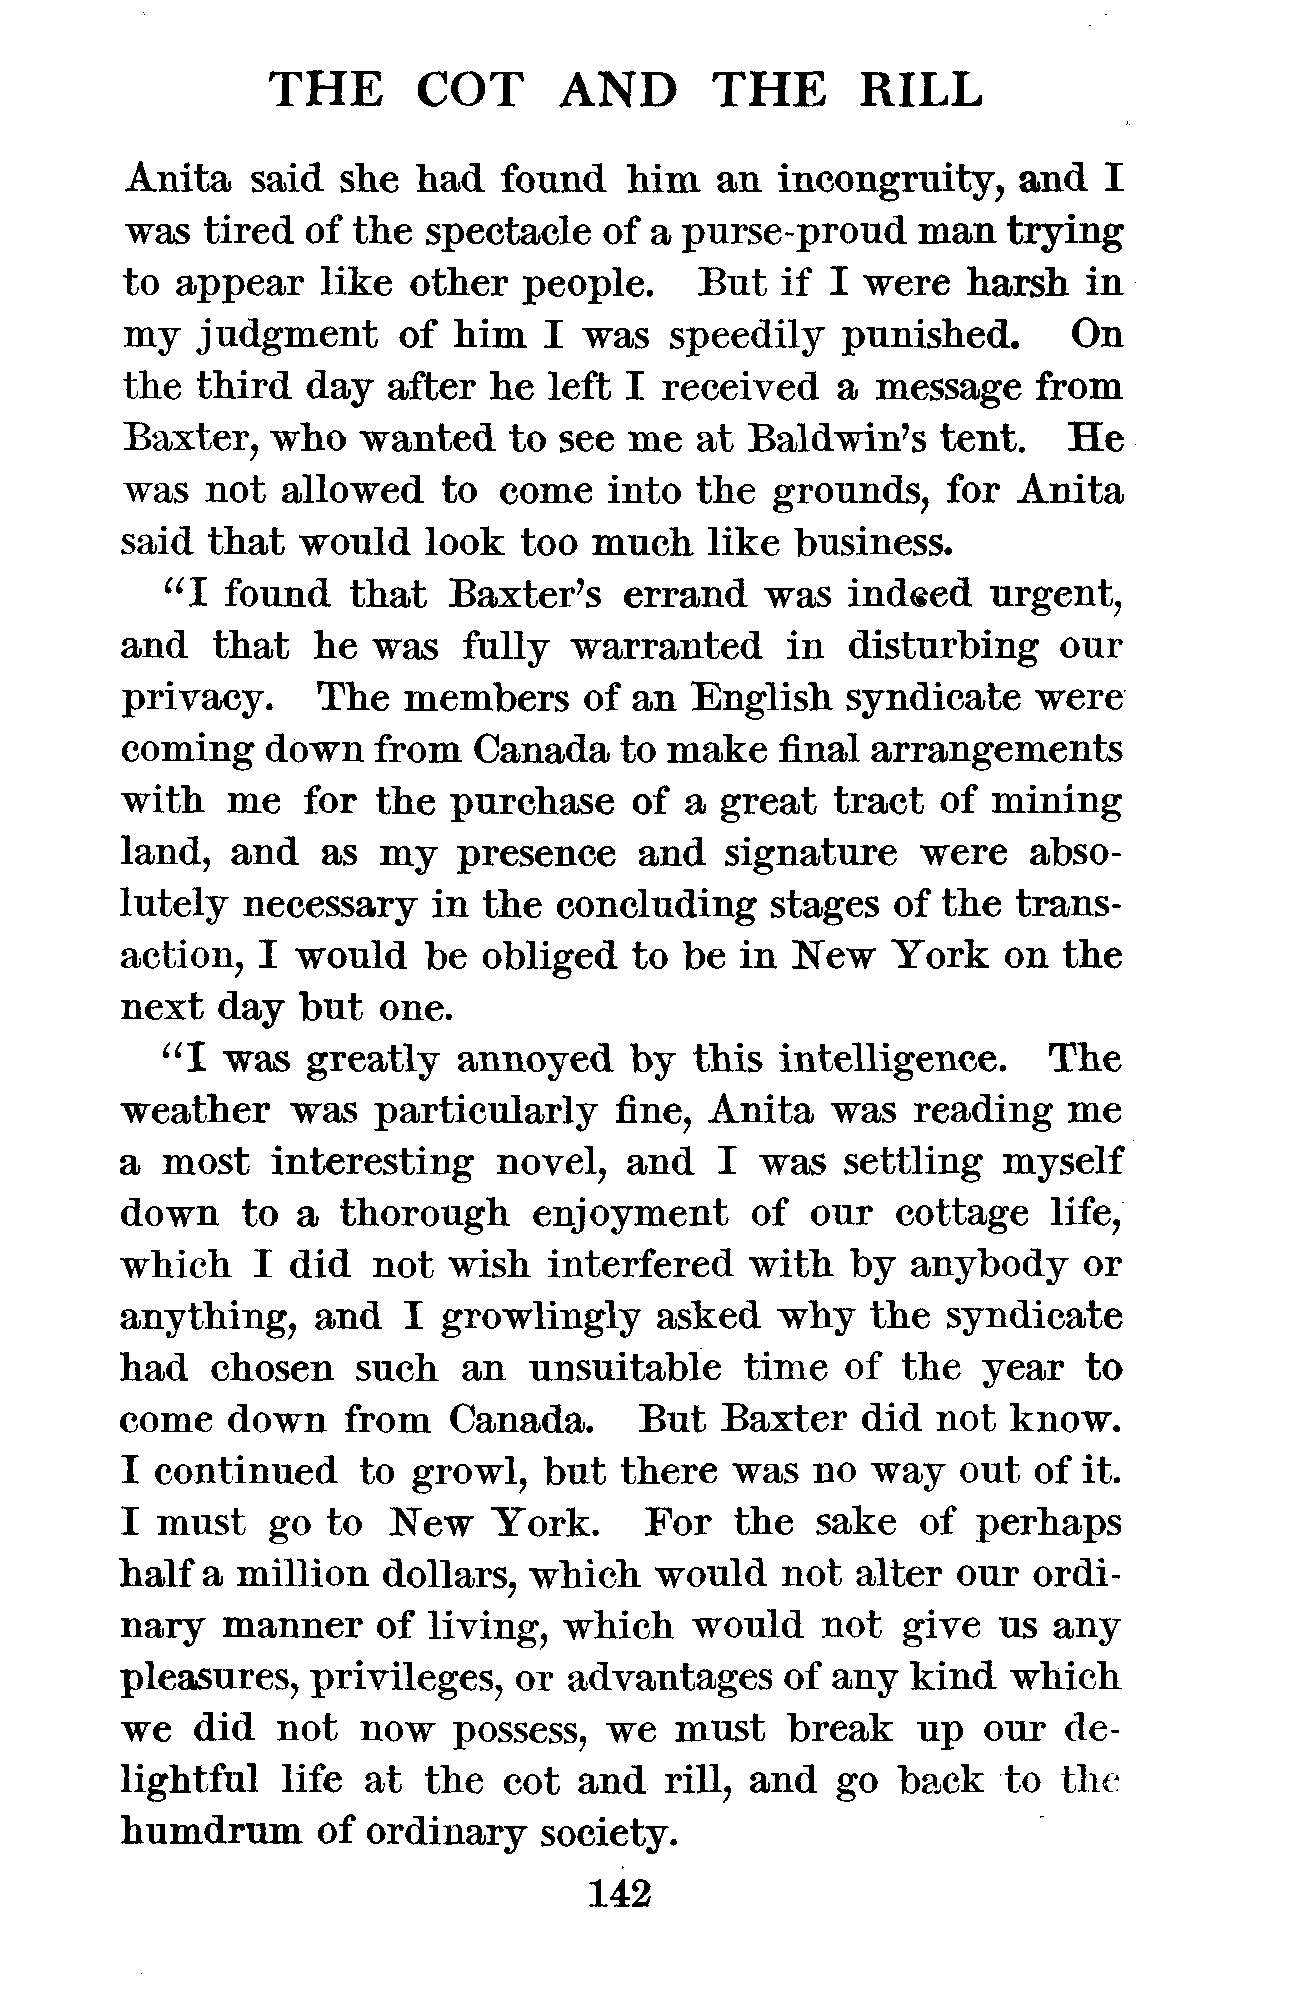 THE COT AND THE RILL
Anita said she had found him an incongruity, and I
was tired of the spectacle of a purse-proud man trying
to appear like other people. But if I were harsh in
my judgment of him I was speedily punished. On
the third day after he left I received a message from
Baxter, who wanted to see me at Baldwin's tent. He
was not allowed to come into the grounds, for Anita
said that would look too much like business.
"I found that Baxter's errand was indeed urgent,
and that he was fully warranted in disturbing our
privacy. The members of an English syndicate were
coming down from Canada to make final arrangements
with me for the purchase of a great tract of mining
land, and as my presence and signature were abso-
lutely necessary in the concluding stages of the trans-
action, I would be obliged to be in New York on the
next day but one.
"I was greatly annoyed by this intelligence. The
weather was particularly fine, Anita was reading me
a most interesting novel, and I was settling myself
down to a thorough enjoyment of our cottage life,
which I did not wish interfered with by anybody or
anything, and I growlingly asked why the syndicate
had chosen such an unsuitable time of the year to
come down from Canada. But Baxter did not know.
I continued to growl, but there was no way out of it.
I must go to New York. For the sake of perhaps
half a million dollars, which would not alter our ordi-
nary manner of living, which would not give us any
pleasures, privileges, or advantages of any kind which
we did not now possess, we must break up our de-
lightful life at the cot and rill, and go back to the
humdrum of ordinary society.
142